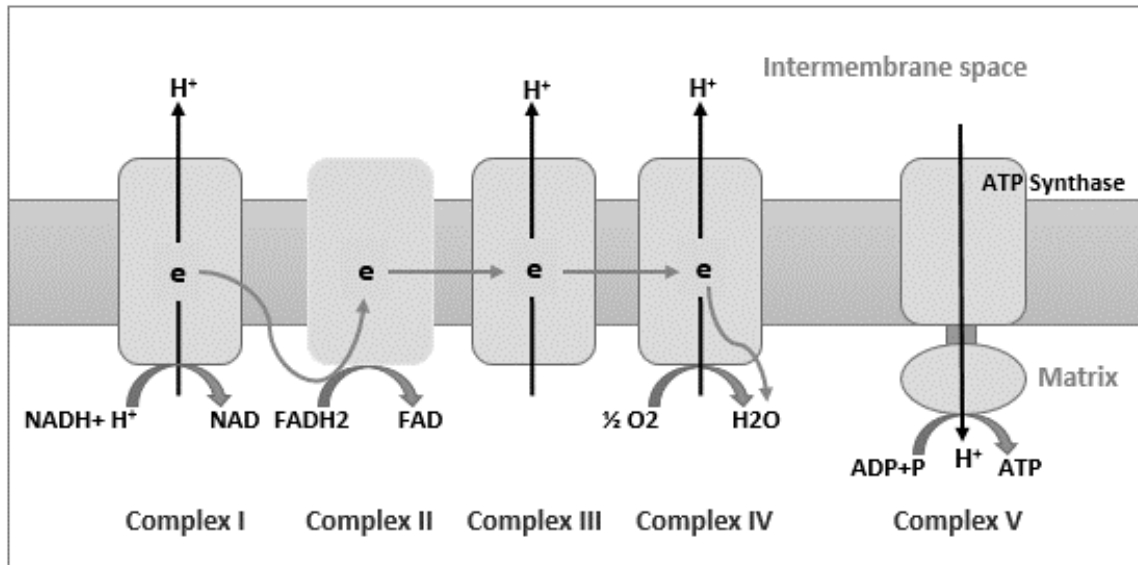 H⁺
H⁺
H⁺
Intermembrane space
ATP Synthase
e
e
e
e
Matrix
NADH+ H⁺
NAD
FADH2
FAD
½ O2
H2O
ADP+P
H⁺
ATP
Complex I
Complex II
Complex III
Complex IV
Complex V